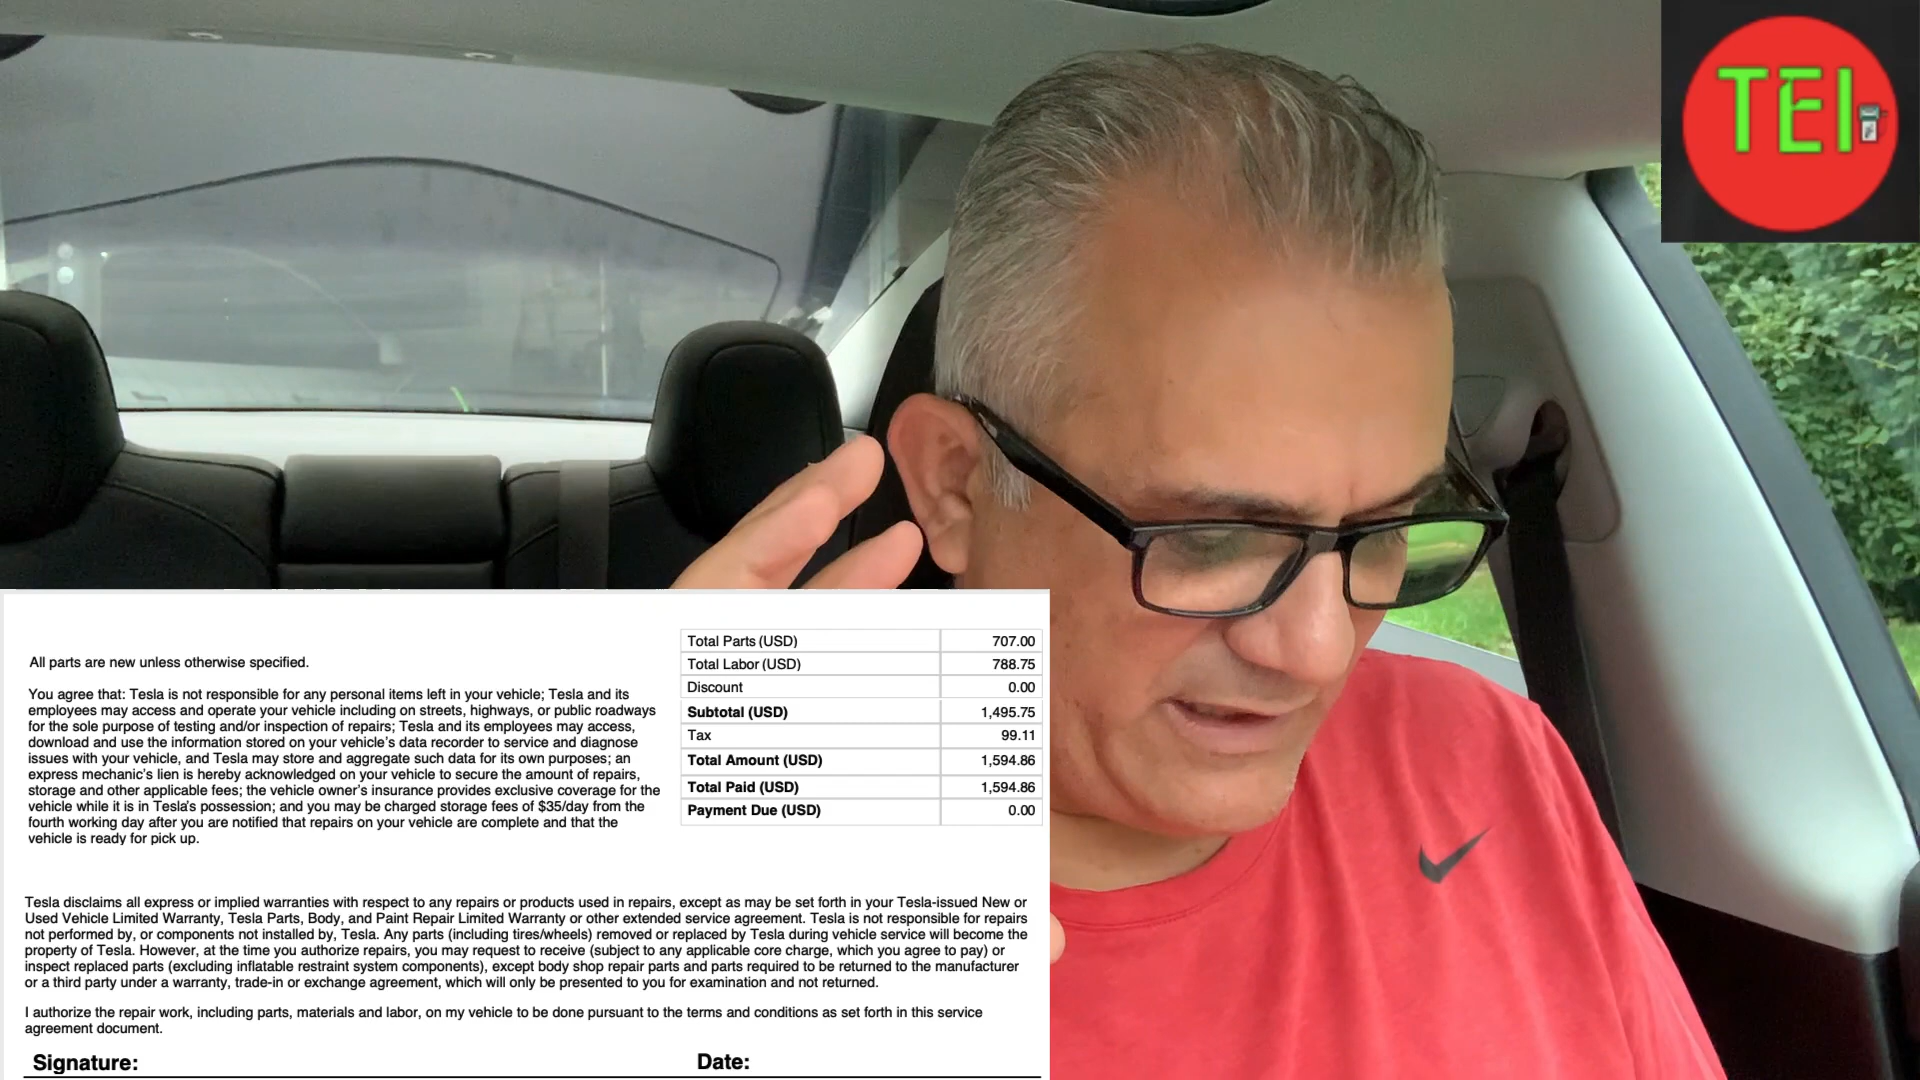 TEI
All parts are new unless otherwise specified.
You agree that: Tesla is not responsible for any personal items left in your vehicle; Tesla and its
employees may access and operate your vehicle including on streets, highways, or public roadways
for the sole purpose of testing and/or inspection of repairs; Tesla and its employees may access,
download and use the information stored on your vehicle's data recorder to service and diagnose
issues with your vehicle, and Tesla may store and aggregate such data for its own purposes; an
express mechanic's lien is hereby acknowledged on your vehicle to secure the amount of repairs,
storage and other applicable fees; the vehicle owner's insurance provides exclusive coverage for the
vehicle while it is in Tesla's possession; and you may be charged storage fees of $35/day from the
fourth working day after you are notified that repairs on your vehicle are complete and that the
vehicle is ready for pick up.
Total Parts (USD) 707.00
Total Labor (USD) 788.75
Discount 0.00
Subtotal (USD) 1,495.75
Tax 99.11
Total Amount (USD) 1,594.86
Total Paid (USD) 1,594.86
Payment Due (USD) 0.00
Tesla disclaims all express or implied warranties with respect to any repairs or products used in repairs, except as may be set forth in your Tesla-issued New or
Used Vehicle Limited Warranty, Tesla Parts, Body, and Paint Repair Limited Warranty or other extended service agreement. Tesla is not responsible for repairs
not performed by, or components not installed by, Tesla. Any parts (including tires/wheels) removed or replaced by Tesla during vehicle service will become the
property of Tesla. However, at the time you authorize repairs, you may request to receive (subject to any applicable core charge, which you agree to pay) or
inspect replaced parts (excluding inflatable restraint system components), except body shop repair parts and parts required to be returned to the manufacturer
or a third party under a warranty, trade-in or exchange agreement, which will only be presented to you for examination and not returned.
I authorize the repair work, including parts, materials and labor, on my vehicle to be done pursuant to the terms and conditions as set forth in this service
agreement document.
Signature: Date: